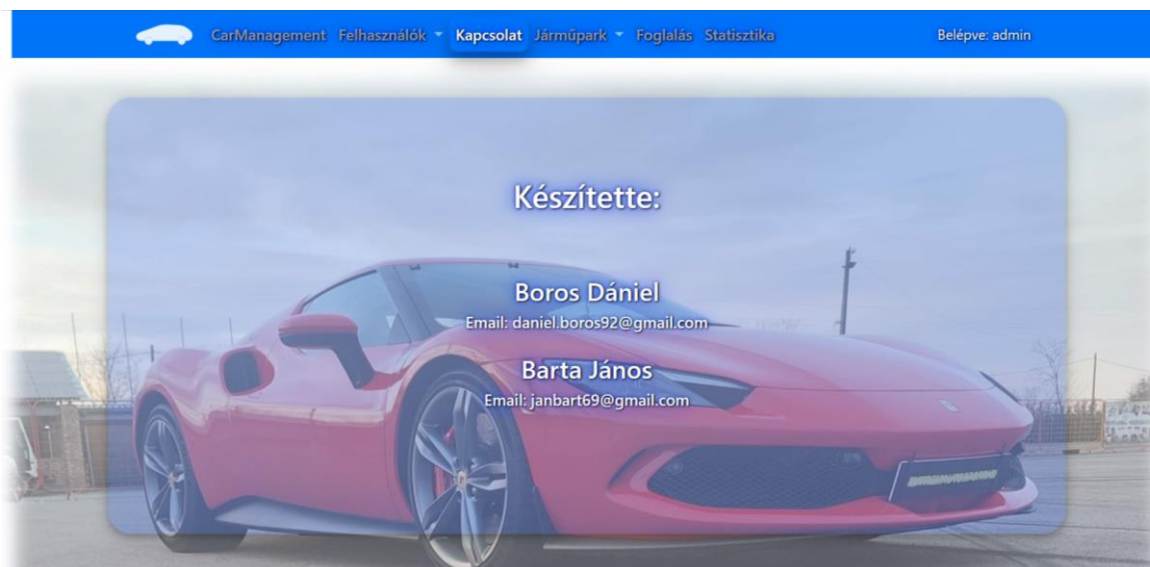 CarManagement Felhasználók Kapcsolat Járműpark Foglalás Statisztika Belépve: admin
Készítette:
Boros Dániel
Email: daniel.boros92@gmail.com
Barta János
Email: janbart69@gmail.com